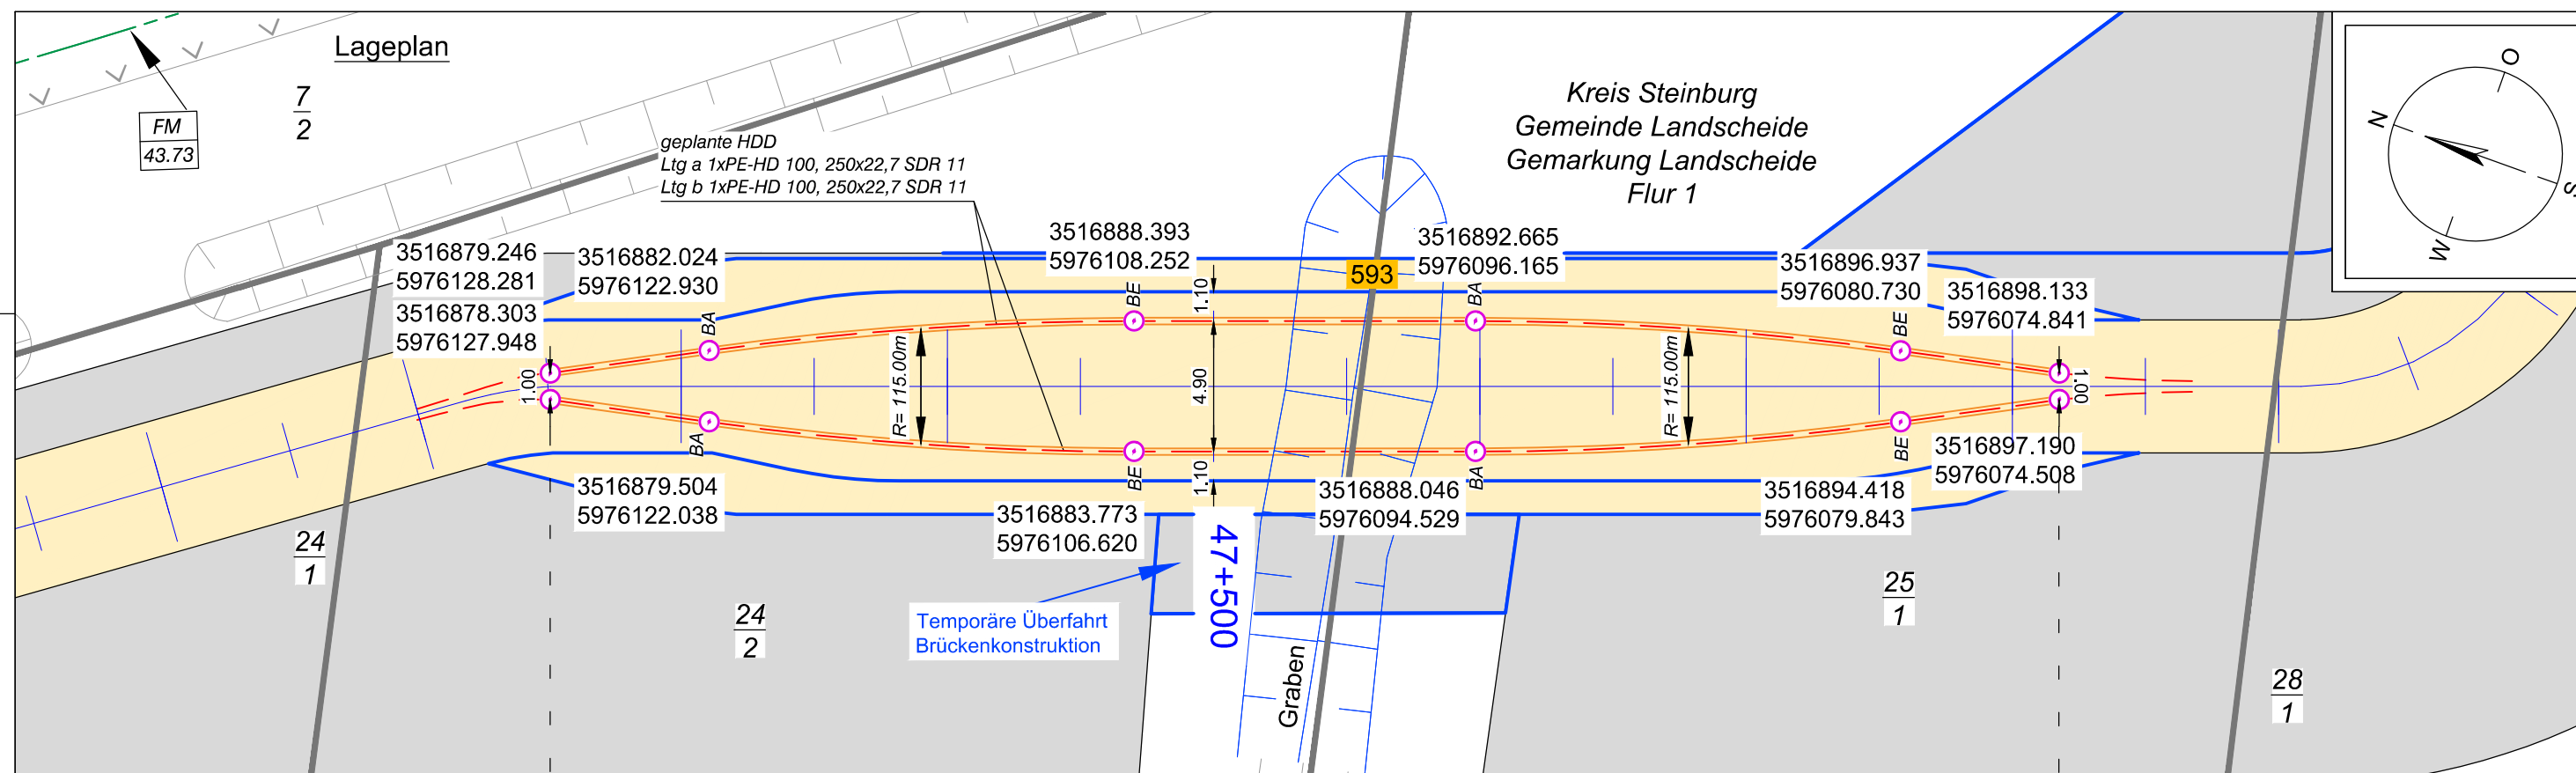 Lageplan
7
2
FM
43.73
geplante HDD
Ltg a 1xPE-HD 100, 250x22,7 SDR 11
Ltg b 1xPE-HD 100, 250x22,7 SDR 11
Kreis Steinburg
Gemeinde Landscheide
Gemarkung Landscheide
Flur 1
N
O
S
W
3516879.246
5976128.281
3516878.303
5976127.948
3516882.024
5976122.930
3516888.393
5976108.252
3516892.665
5976096.165
593
3516896.937
5976080.730
3516898.133
5976074.841
BA
BE
BA
BE
1.10
1.00
R= 115.00m
4.90
R= 115.00m
1.00
BA
BE
BA
BE
1.10
3516879.504
5976122.038
3516883.773
5976106.620
3516888.046
5976094.529
3516894.418
5976079.843
3516897.190
5976074.508
47+500
24
1
24
2
Temporäre Überfahrt
Brückenkonstruktion
Graben
25
1
28
1